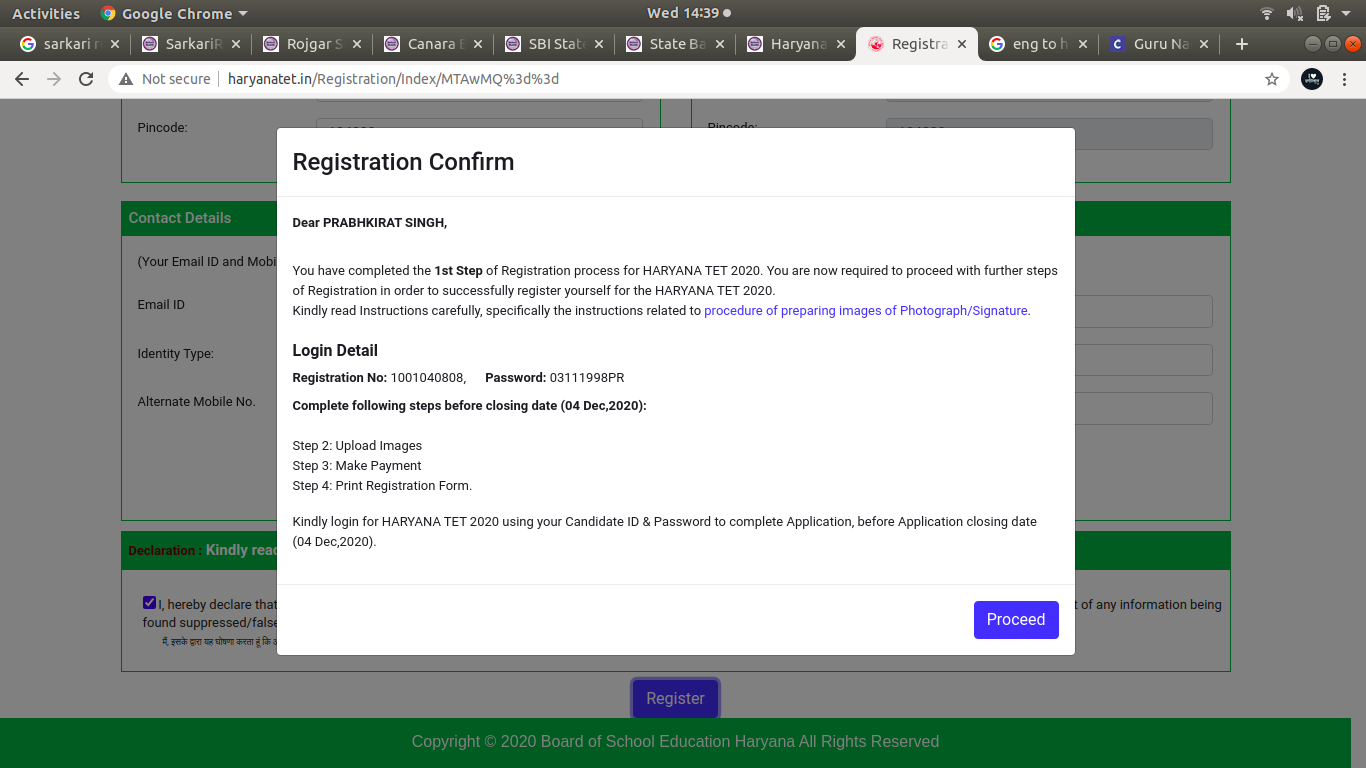 Activities Google Chrome Wed 14:39
sarkari r SarkariR Rojgar S Canara B SBI State State Ba Haryana Registra eng to h Guru Na
Not secure haryanatet.in/Registration/Index/MTAwMQ%3d%3d
Pincode:
Registration Confirm
Contact Details
Dear PRABHKIRAT SINGH,
(Your Email ID and Mobi
You have completed the 1st Step of Registration process for HARYANA TET 2020. You are now required to proceed with further steps
of Registration in order to successfully register yourself for the HARYANA TET 2020.
Email ID
Kindly read Instructions carefully, specifically the instructions related to procedure of preparing images of Photograph/Signature.
Identity Type:
Login Detail
Registration No: 1001040808, Password: 03111998PR
Alternate Mobile No.
Complete following steps before closing date (04 Dec,2020):
Step 2: Upload Images
Step 3: Make Payment
Step 4: Print Registration Form.
Kindly login for HARYANA TET 2020 using your Candidate ID & Password to complete Application, before Application closing date
(04 Dec,2020).
Declaration : Kindly read
I, hereby declare that t of any information being
found suppressed/false
मैं, इसके द्वारा यह घोषणा करता हूं कि
Proceed
Register
Copyright © 2020 Board of School Education Haryana All Rights Reserved